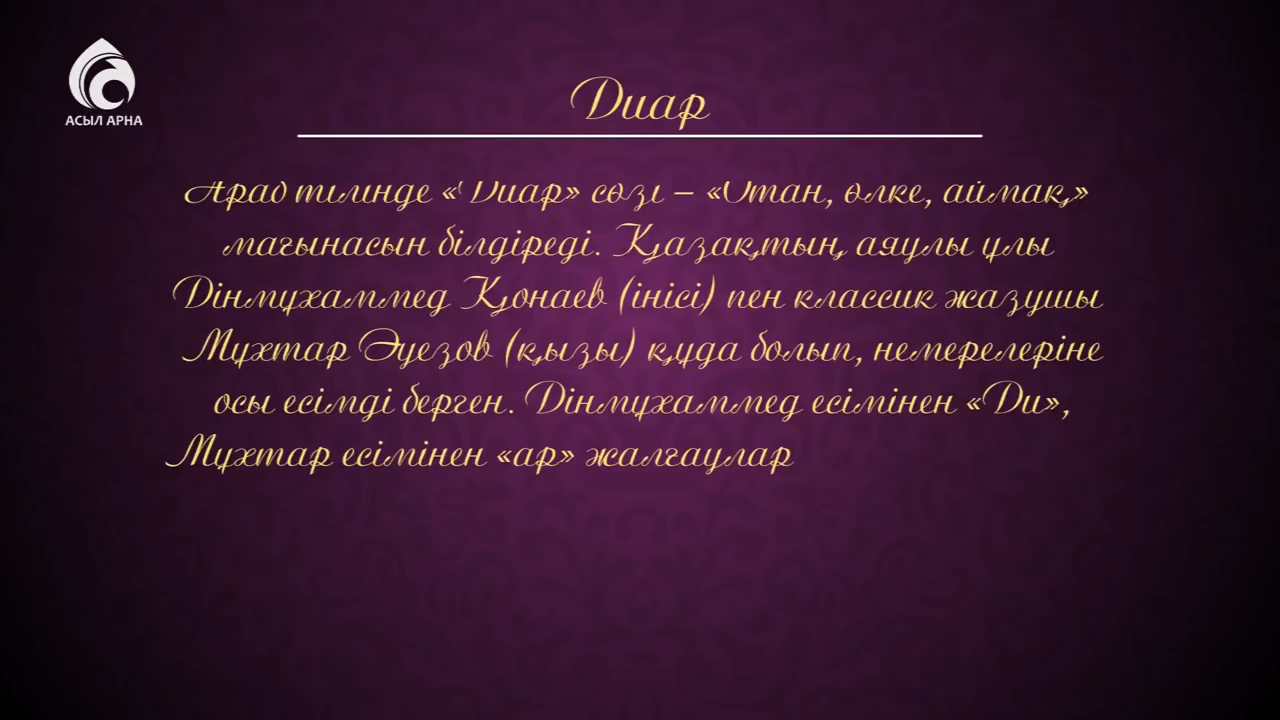 АСЫЛ АРНА
Диар
Араб тілінде «Диар» сөзі – «Отан, өлке, аймақ»
мағынасын білдіреді. Қазақтың аяулы ұлы
Дінмұхаммед Қонаев (інісі) пен классик жазушы
Мұхтар Әуезов (қызы) құда болып, немерелеріне
осы есімді берген. Дінмұхаммед есімінен «Ди»,
Мұхтар есімінен «ар» жалғаулар